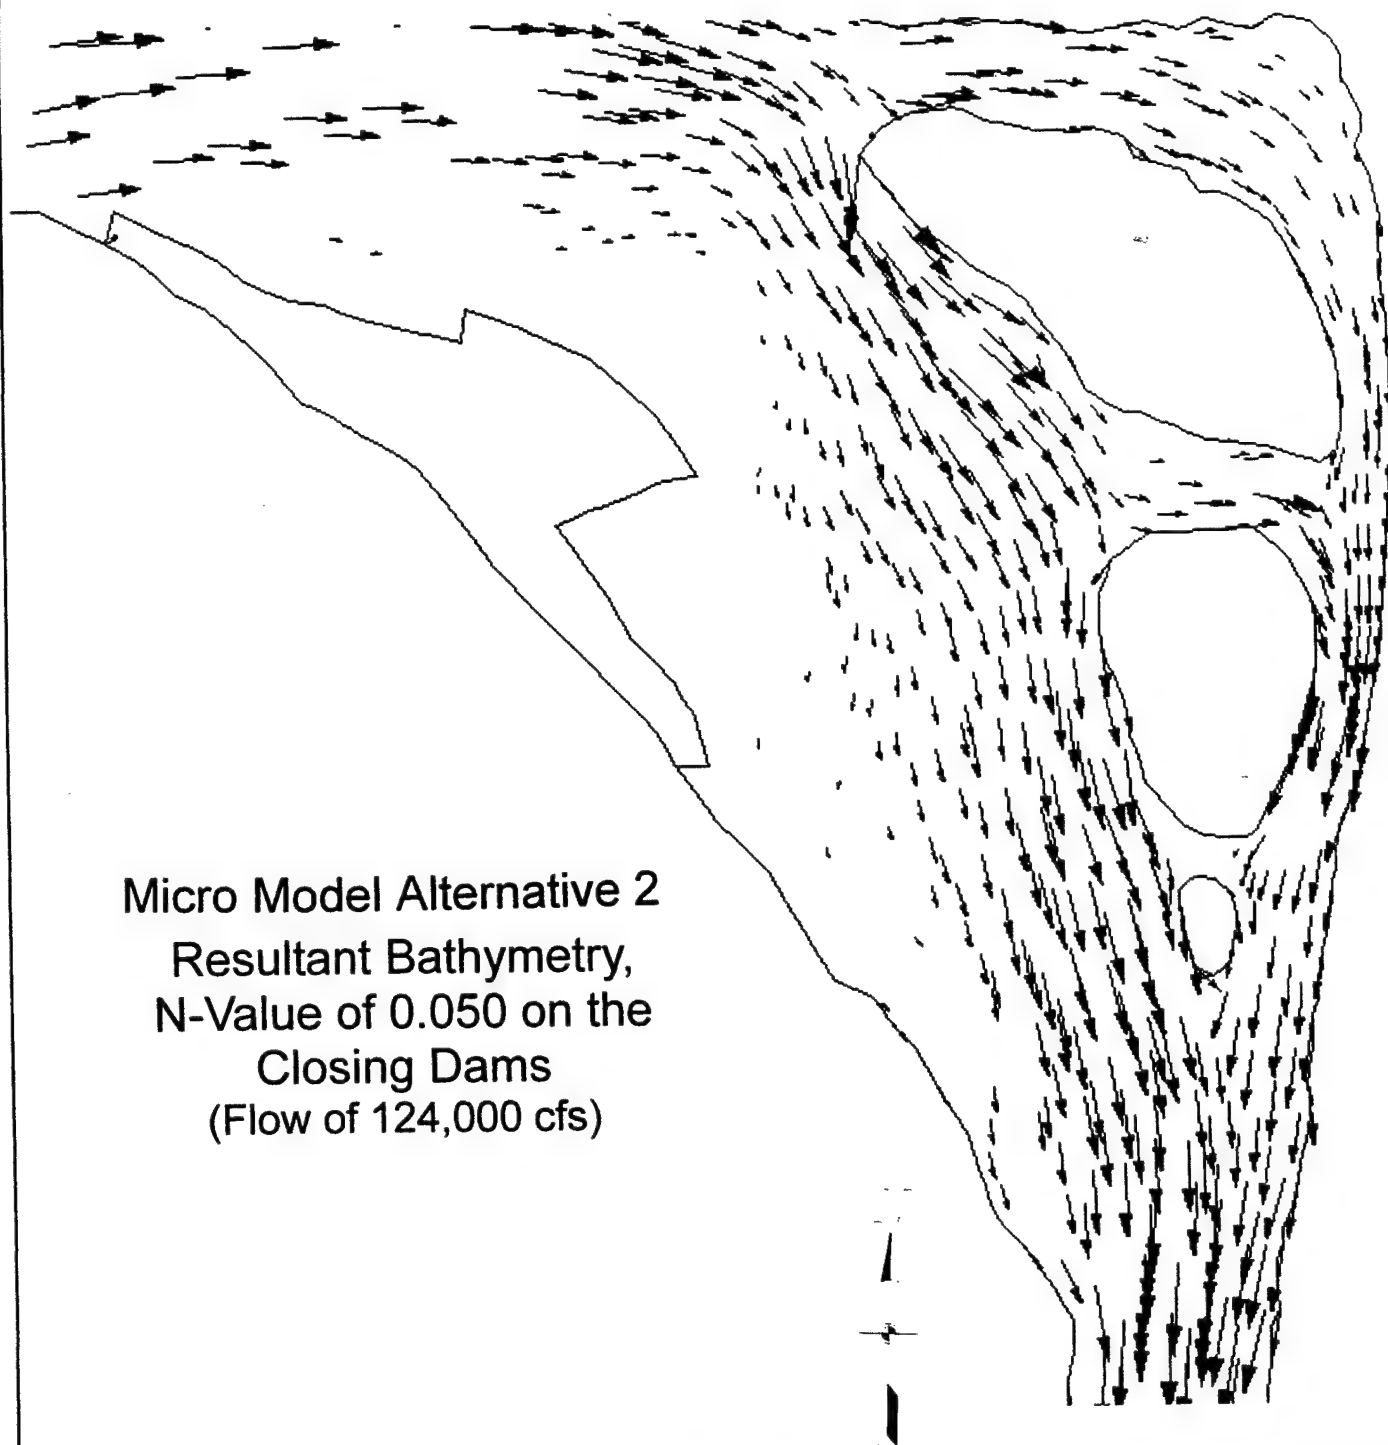 Micro Model Alternative 2
Resultant Bathymetry,
N-Value of 0.050 on the
Closing Dams
(Flow of 124,000 cfs)